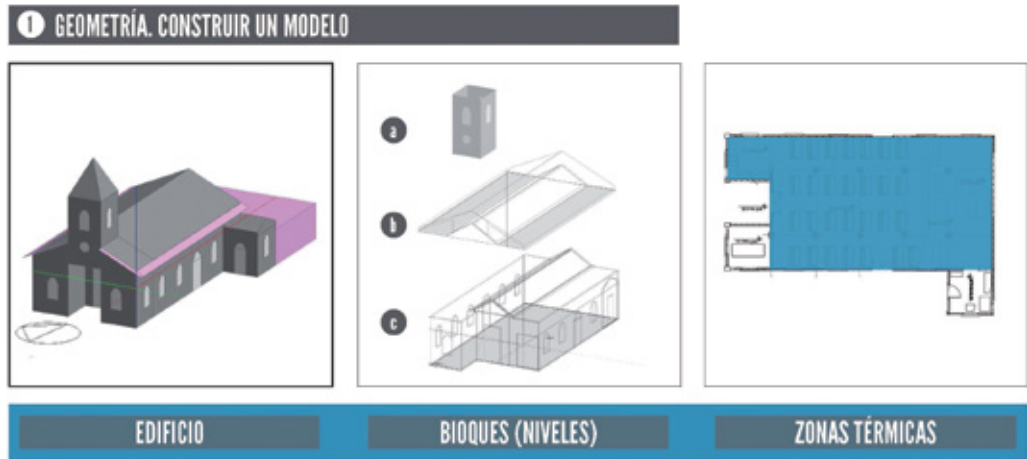 1 GEOMETRÍA. CONSTRUIR UN MODELO
a
b
c
EDIFICIO
BIOQUES (NIVELES)
ZONAS TÉRMICAS